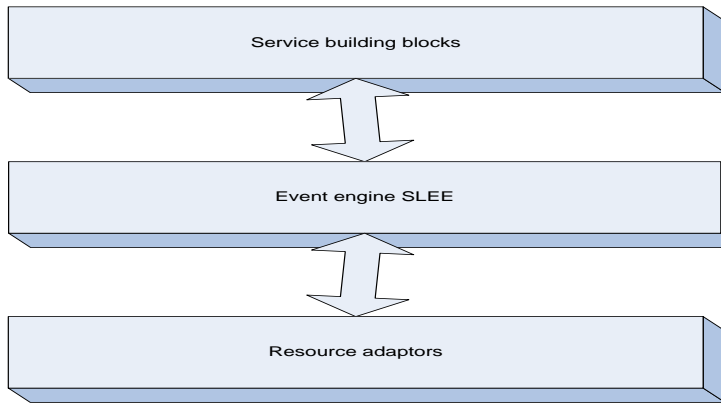 Service building blocks
Event engine SLEE
Resource adaptors